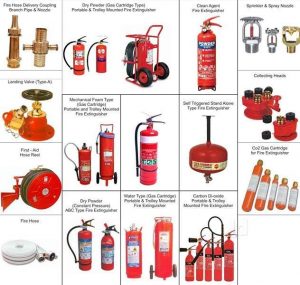 Fire Hose Delivery Coupling
Branch Pipe & Nozzle
Dry Powder (Gas Cartridge Type)
Portable & Trolley Mounted Fire Extinguisher
Clean Agent
Fire Extinguisher
Sprinkler & Spray Nozzle
Landing Valve (Type-A)
Mechanical Foam Type
(Gas Cartridge)
Portable and Trolley Mounted
Fire Extinguisher
Self Triggered Stand Alone
Type Fire Extinguisher
Collecting Heads
First - Aid
Hose Reel
Co2 Gas Cartridge
for Fire Extinguisher
Fire Hose
Dry Powder
(Constant Pressure)
ABC Type Fire Extinguisher
Water Type (Gas Cartridge)
Portable & Trolley Mounted
Fire Extinguisher
Carbon Di-oxide
Portable & Trolley
Mounted Fire Extinguisher